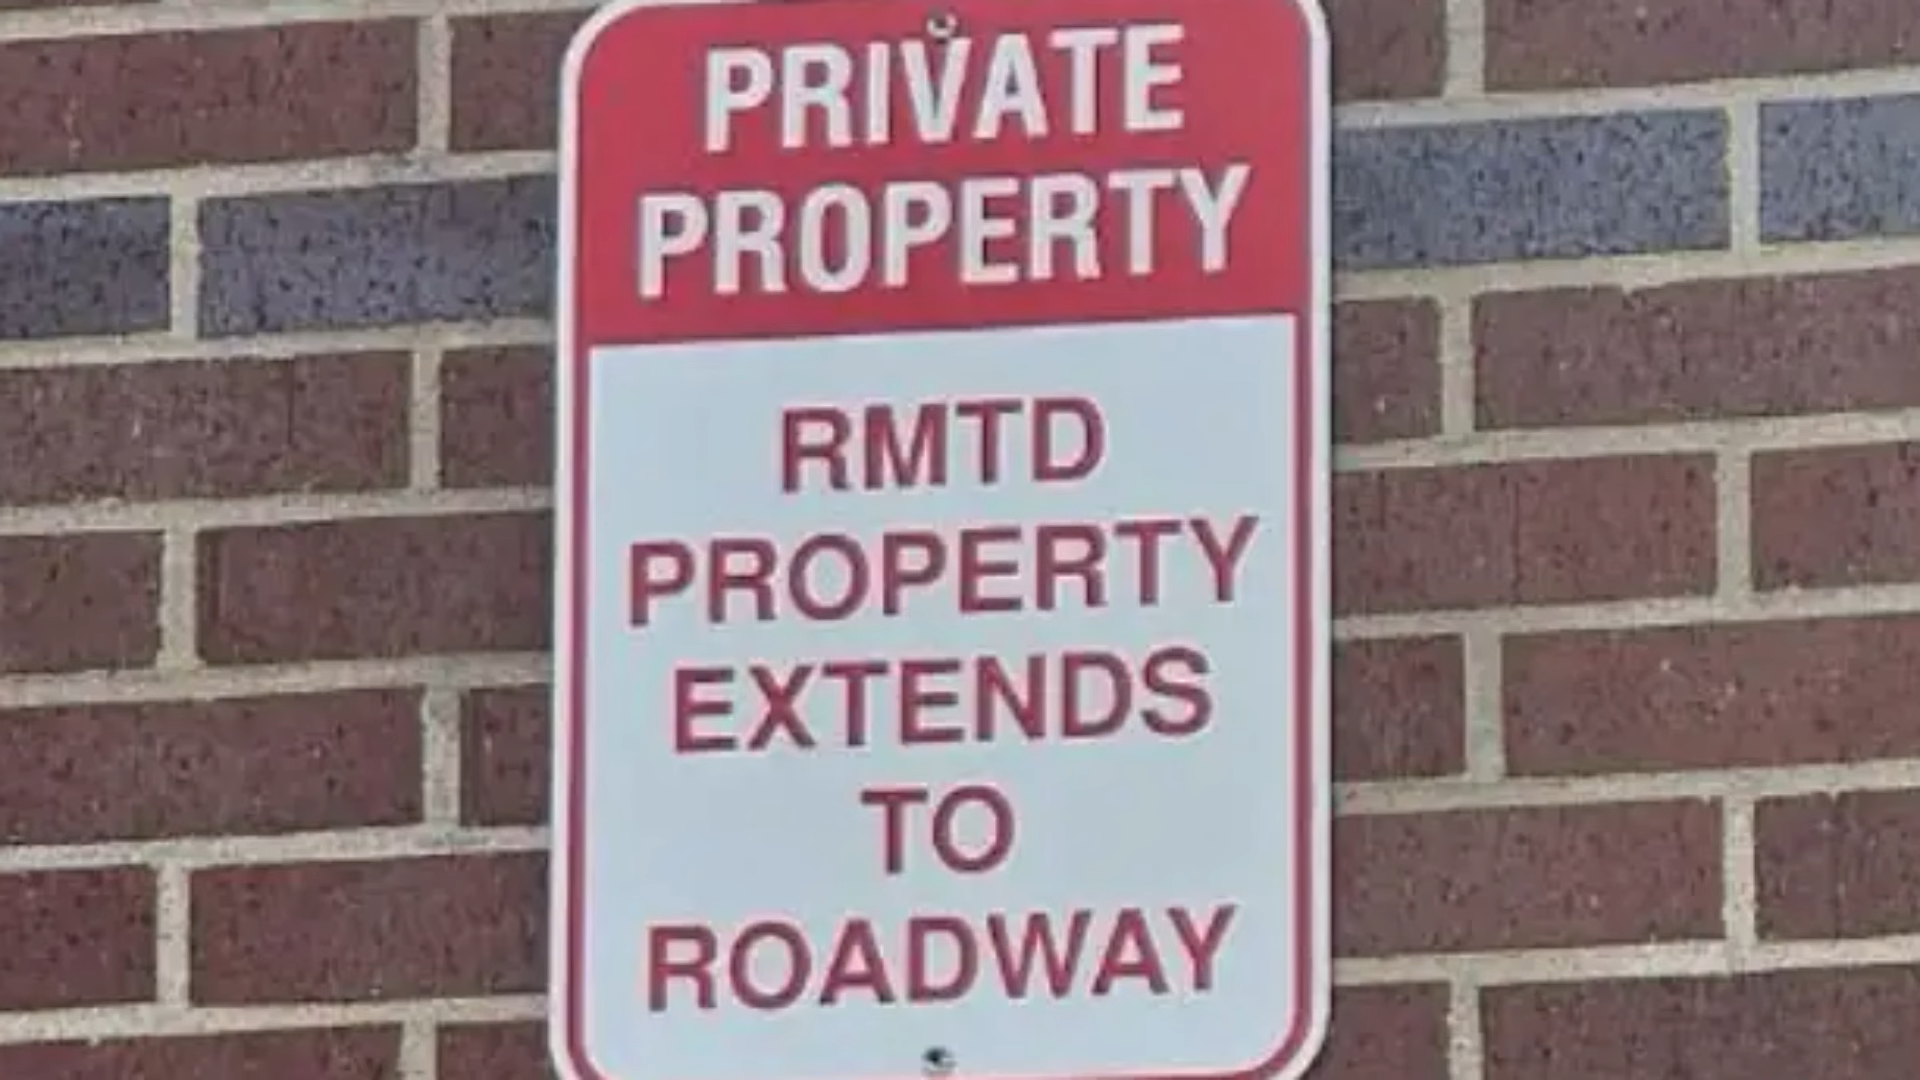 PRIVATE
PROPERTY
RMTD
PROPERTY
EXTENDS
TO
ROADWAY